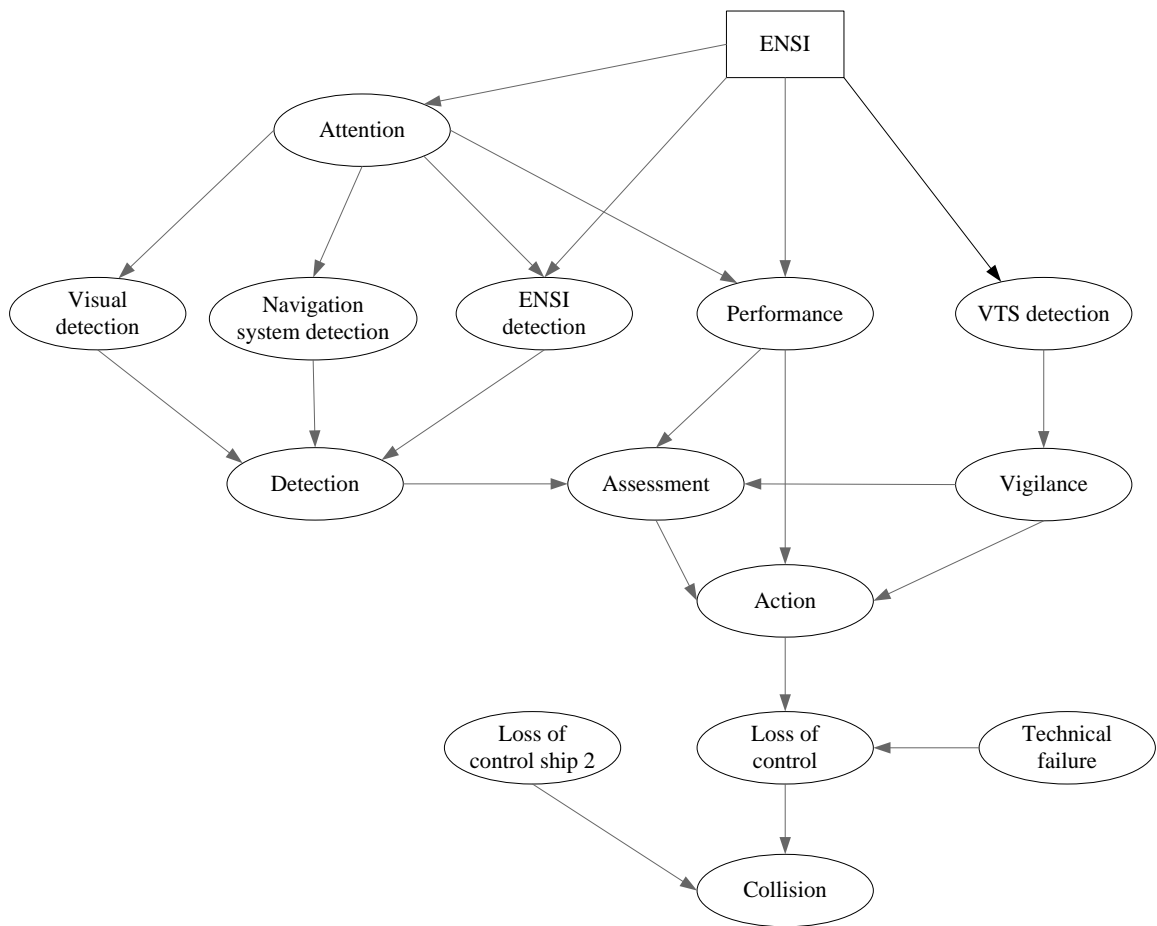 ENSI
Attention
Visual
detection
Navigation
system detection
ENSI
detection
Performance
VTS detection
Detection
Assessment
Vigilance
Action
Loss of
control ship 2
Loss of
control
Technical
failure
Collision